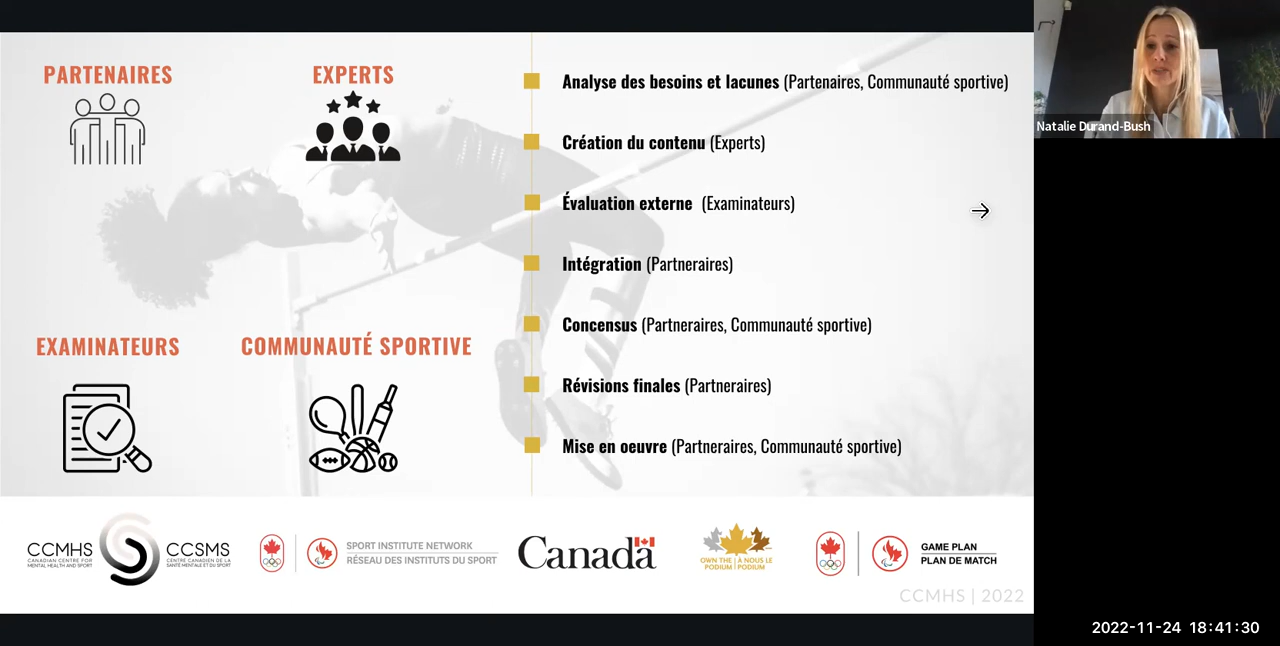 PARTENAIRES
EXPERTS
EXAMINATEURS
COMMUNAUTÉ SPORTIVE
Analyse des besoins et lacunes (Partenaires, Communauté sportive)
Création du contenu (Experts)
Évaluation externe (Examinateurs)
Intégration (Partneraires)
Concensus (Partneraires, Communauté sportive)
Révisions finales (Partneraires)
Mise en oeuvre (Partneraires, Communauté sportive)
Natalie Durand-Bush
CCMHS
CANADIAN CENTRE FOR
MENTAL HEALTH AND SPORT
CCSMS
CENTRE CANADIEN DE LA
SANTÉ MENTALE ET DU SPORT
SPORT INSTITUTE NETWORK
RÉSEAU DES INSTITUTS DU SPORT
Canada
OWN THE | À NOUS LE
PODIUM | PODIUM
GAME PLAN
PLAN DE MATCH
CCMHS | 2022
2022-11-24 18:41:30